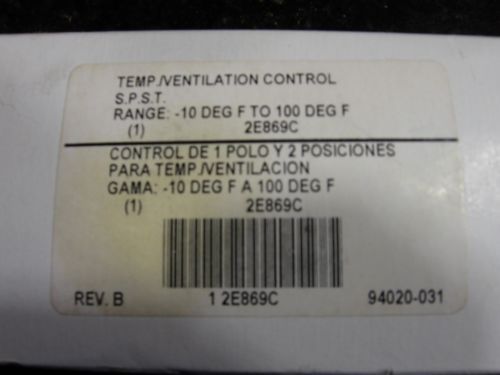 TEMP./VENTILATION CONTROL
S.P.S.T.
RANGE: -10 DEG F TO 100 DEG F
(1) 2E869C
CONTROL DE 1 POLO Y 2 POSICIONES
PARA TEMP./VENTILACION
GAMA: -10 DEG F A 100 DEG F
(1) 2E869C
REV. B 1 2E869C 94020-031